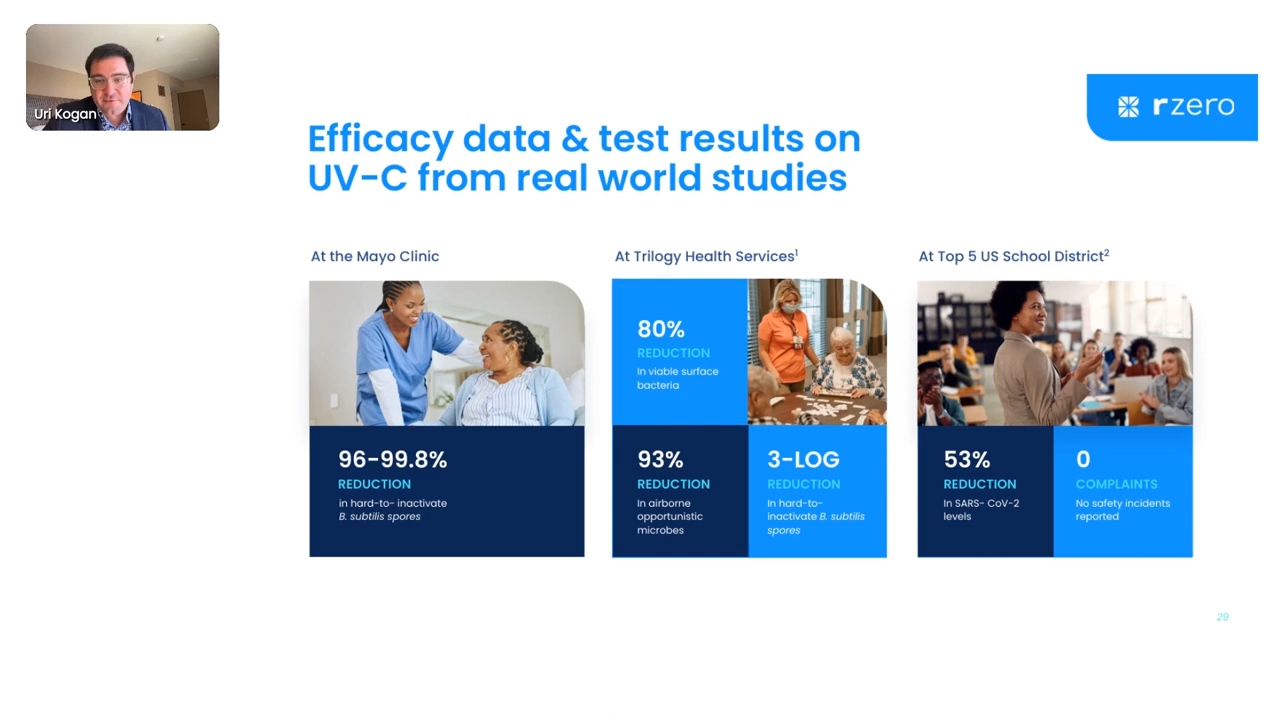 Uri Kogan
rzero
Efficacy data & test results on
UV-C from real world studies
At the Mayo Clinic
96-99.8%
REDUCTION
in hard-to- inactivate
B. subtilis spores
At Trilogy Health Services¹
80%
REDUCTION
In viable surface
bacteria
93%
REDUCTION
In airborne
opportunistic
microbes
3-LOG
REDUCTION
In hard-to-
inactivate B. subtilis
spores
At Top 5 US School District²
53%
REDUCTION
In SARS- CoV-2
levels
0
COMPLAINTS
No safety incidents
reported
29